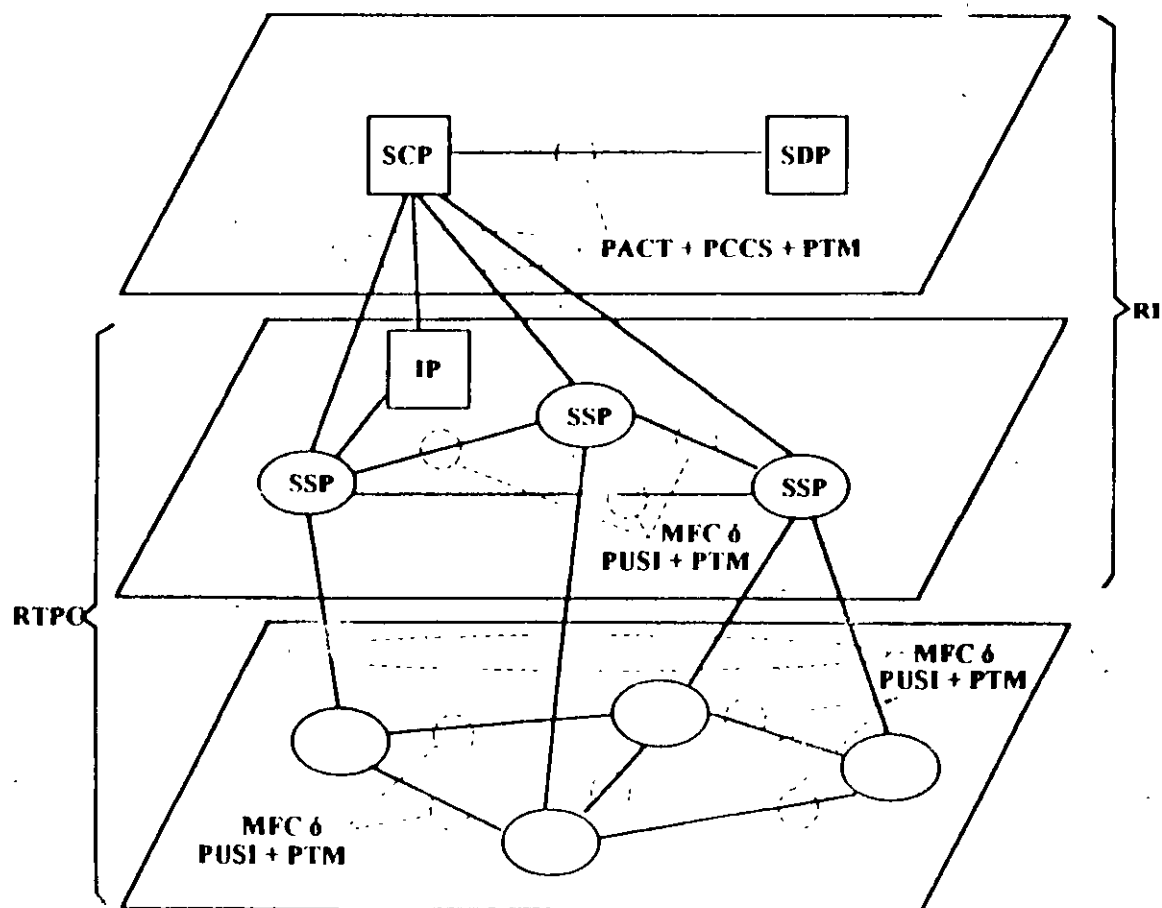 SCP
SDP
PACT + PCCS + PTM
RI
IP
SSP
SSP
SSP
MFC ó
PUSI + PTM
RTPC
MFC ó
PUSI + PTM
MFC ó
PUSI + PTM